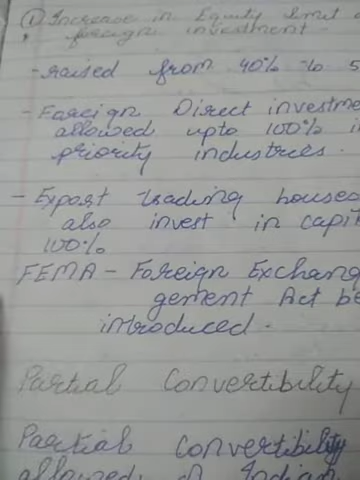 ① Increase in Equity limit
foreign investment -
- raised from 40% to 5
- Foreign Direct investme
allowed upto 100% i
priority industries.
- Export trading houses
also invest in capit
100%
FEMA - Foreign Exchang
gement Act be
introduced.
Partial Convertibility
Partial Convertibility
allowed Indian